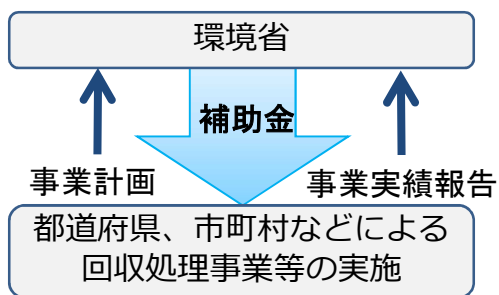 環境省
補助金
事業計画
事業実績報告
都道府県、市町村などによる
回収処理事業等の実施